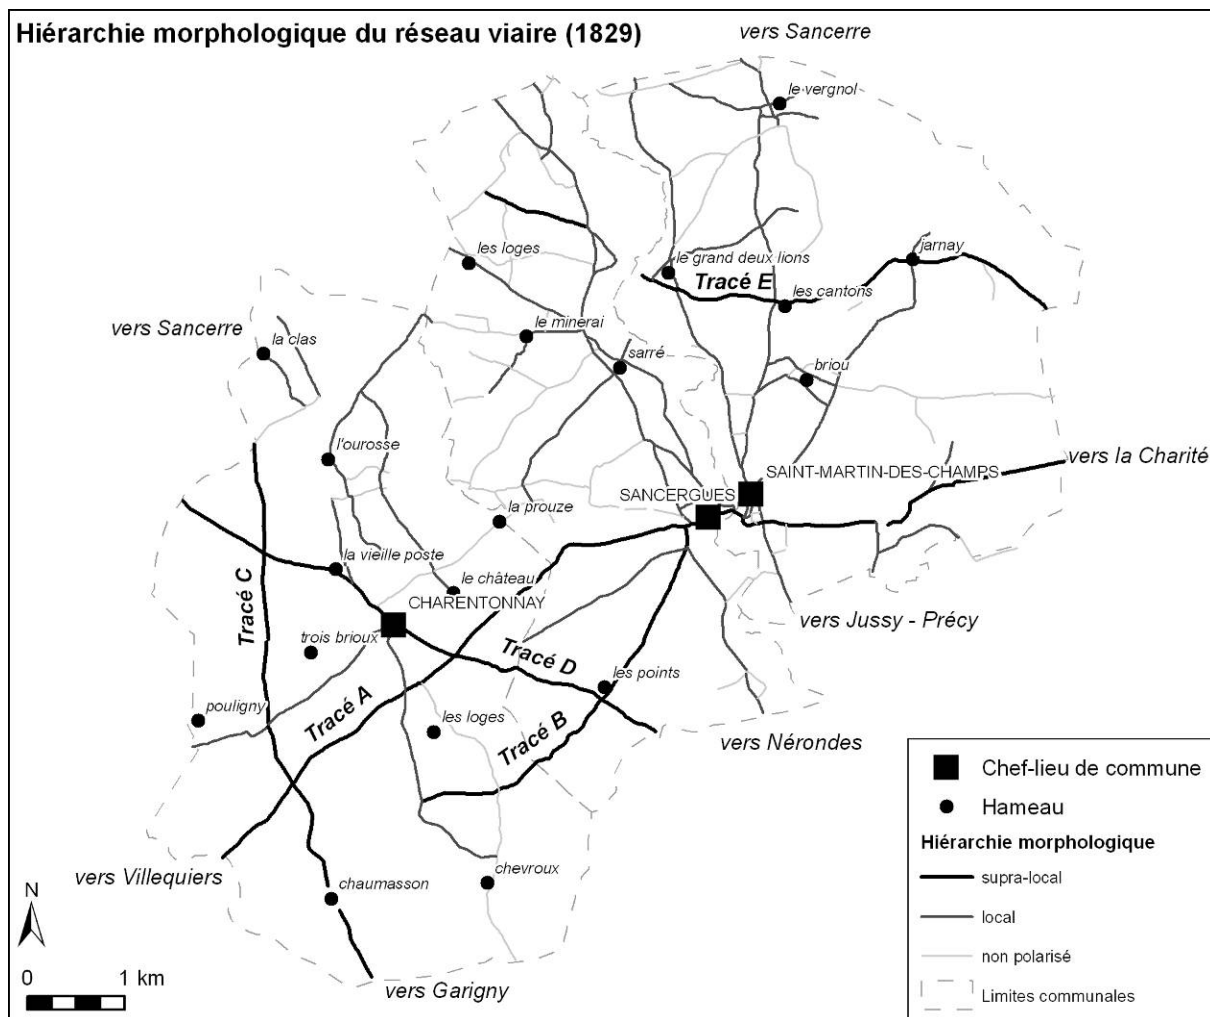 Hiérarchie morphologique du réseau viaire (1829)
vers Sancerre
le vergnol
les loges
le grand deux lions
jarnay
Tracé E
les cantons
vers Sancerre
la clas
le minerai
sarré
briou
l'ourosse
vers la Charité
SAINT-MARTIN-DES-CHAMPS
SANCERGUES
la prouze
la vieille poste
le château
CHARENTONNAY
Tracé C
vers Jussy - Précy
trois brioux
Tracé D
les points
pouligny
Tracé A
les loges
Tracé B
vers Nérondes
vers Villequiers
chaumasson
chevroux
vers Garigny
N
0 1 km
Chef-lieu de commune
Hameau
Hiérarchie morphologique
supra-local
local
non polarisé
Limites communales